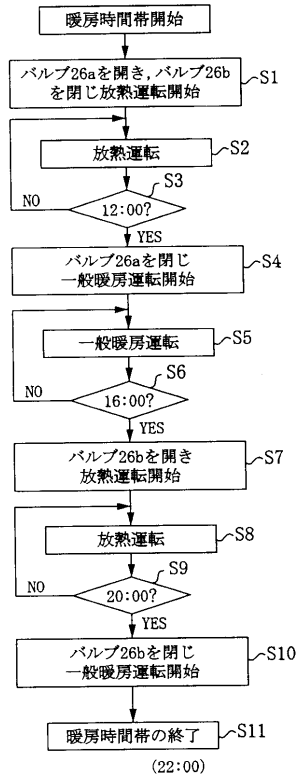 暖房時間帯開始
バルブ26aを開き,バルブ26b
を閉じ放熱運転開始
S1
放熱運転
S2
S3
12:00?
NO
YES
バルブ26aを閉じ
一般暖房運転開始
S4
一般暖房運転
S5
S6
16:00?
NO
YES
バルブ26bを開き
放熱運転開始
S7
放熱運転
S8
S9
20:00?
NO
YES
バルブ26bを閉じ
一般暖房運転開始
S10
暖房時間帯の終了
S11
(22:00)